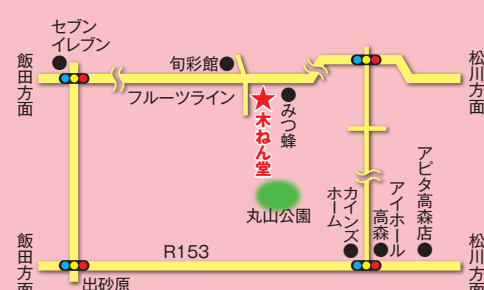 セブン
イレブン
飯田方面
旬彩館
松川方面
フルーツライン
木ねん堂
みつ蜂
丸山公園
カインズ
ホーム
アイホール
高森
アピタ高森店
飯田方面
R153
松川方面
出砂原